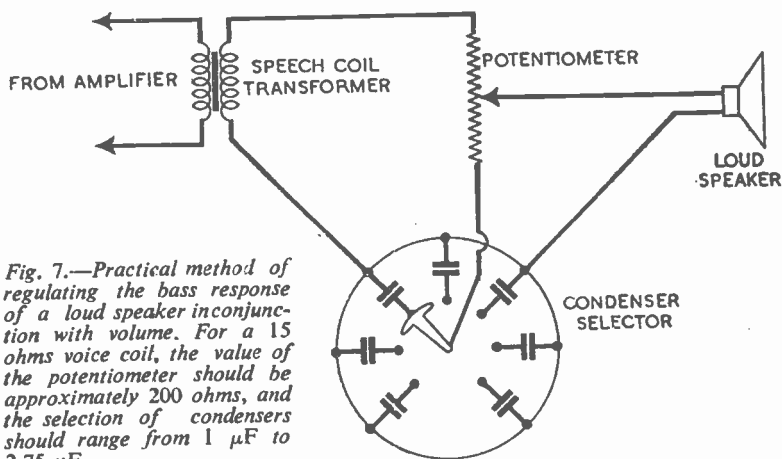 FROM AMPLIFIER
SPEECH COIL
TRANSFORMER
POTENTIOMETER
LOUD
SPEAKER
CONDENSER
SELECTOR
Fig. 7.—Practical method of
regulating the bass response
of a loud speaker inconjunc-
tion with volume. For a 15
ohms voice coil, the value of
the potentiometer should be
approximately 200 ohms, and
the selection of condensers
should range from 1 μF to